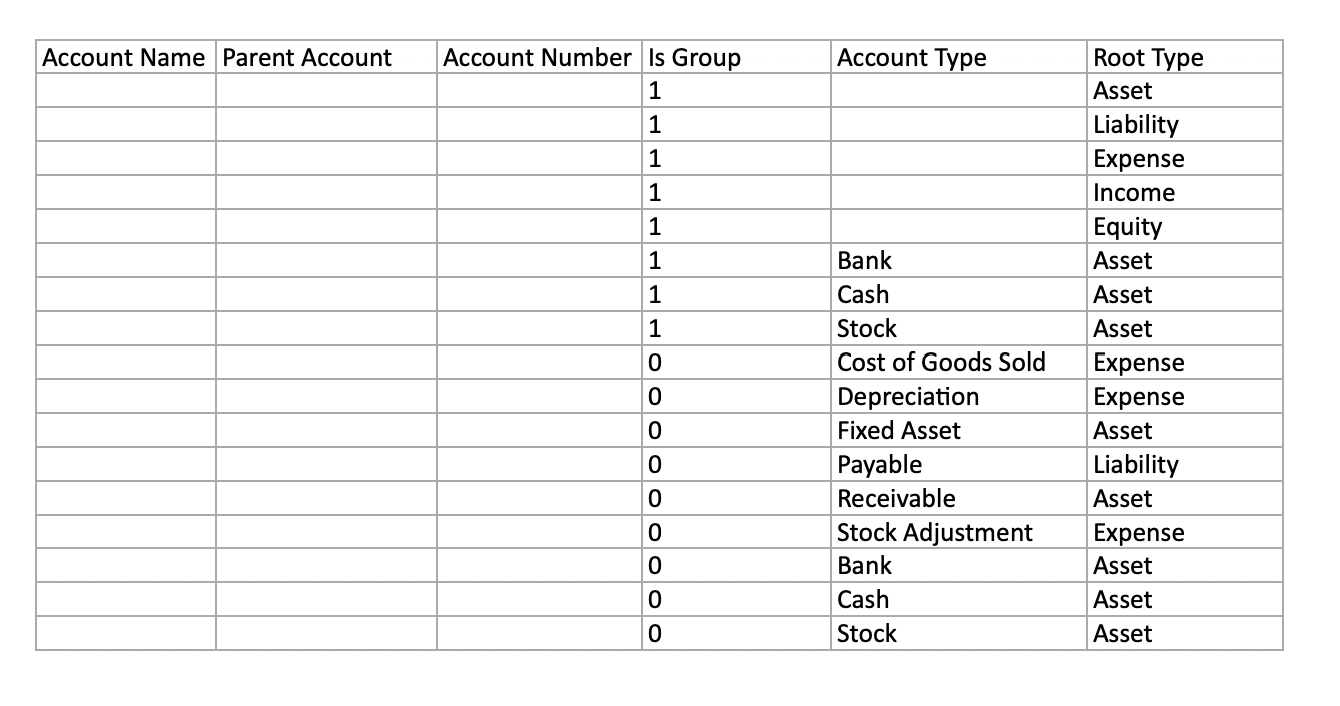 Account Name Parent Account Account Number Is Group Account Type Root Type
1 Asset
1 Liability
1 Expense
1 Income
1 Equity
1 Bank Asset
1 Cash Asset
1 Stock Asset
0 Cost of Goods Sold Expense
0 Depreciation Expense
0 Fixed Asset Asset
0 Payable Liability
0 Receivable Asset
0 Stock Adjustment Expense
0 Bank Asset
0 Cash Asset
0 Stock Asset